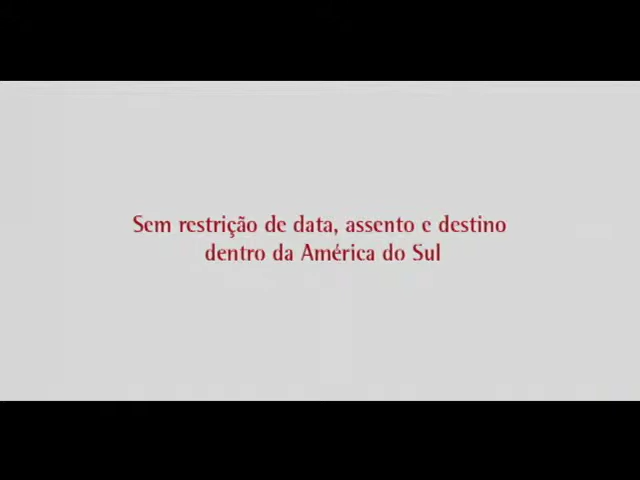 Sem restrição de data, assento e destino
dentro da América do Sul